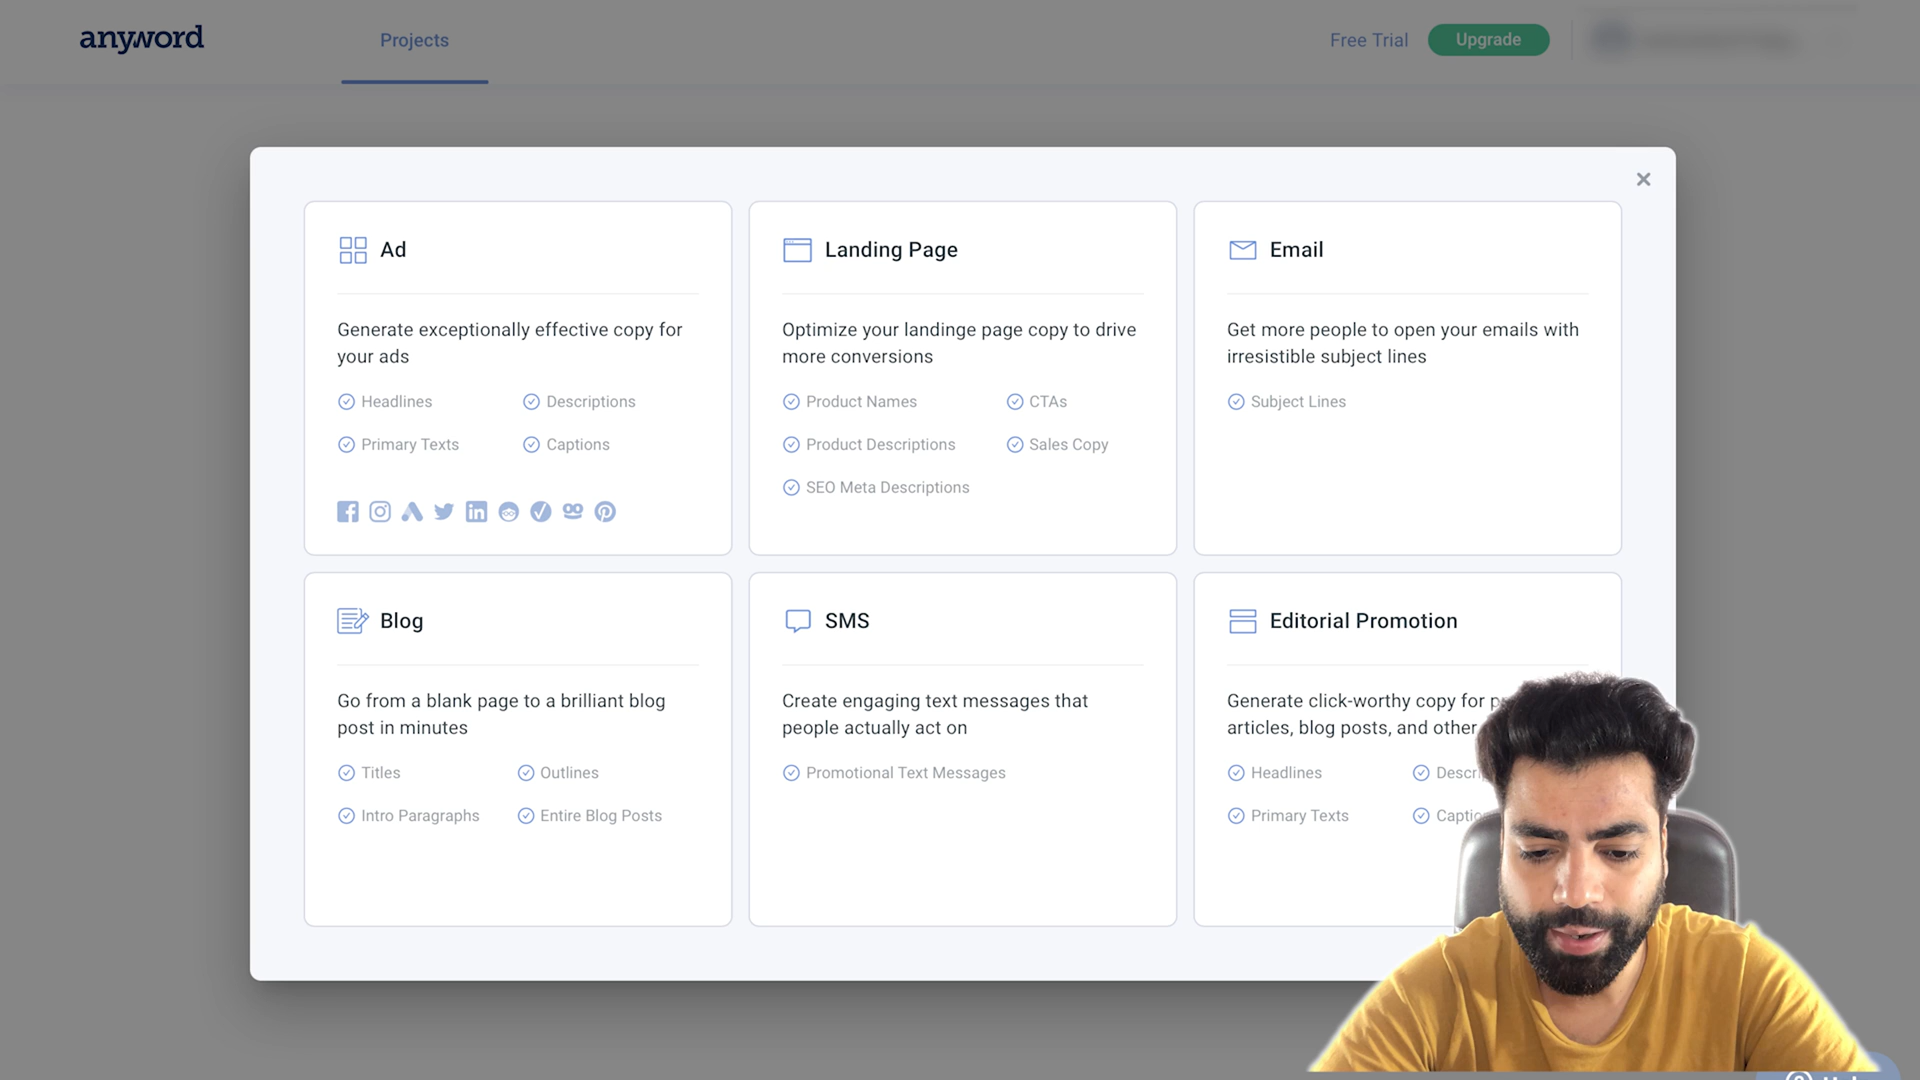 anyword
Projects
Free Trial
Upgrade
Ad
Generate exceptionally effective copy for
your ads
Headlines
Descriptions
Primary Texts
Captions
Landing Page
Optimize your landinge page copy to drive
more conversions
Product Names
CTAs
Product Descriptions
Sales Copy
SEO Meta Descriptions
Email
Get more people to open your emails with
irresistible subject lines
Subject Lines
Blog
Go from a blank page to a brilliant blog
post in minutes
Titles
Outlines
Intro Paragraphs
Entire Blog Posts
SMS
Create engaging text messages that
people actually act on
Promotional Text Messages
Editorial Promotion
Generate click-worthy copy for
articles, blog posts, and other
Headlines
Primary Texts